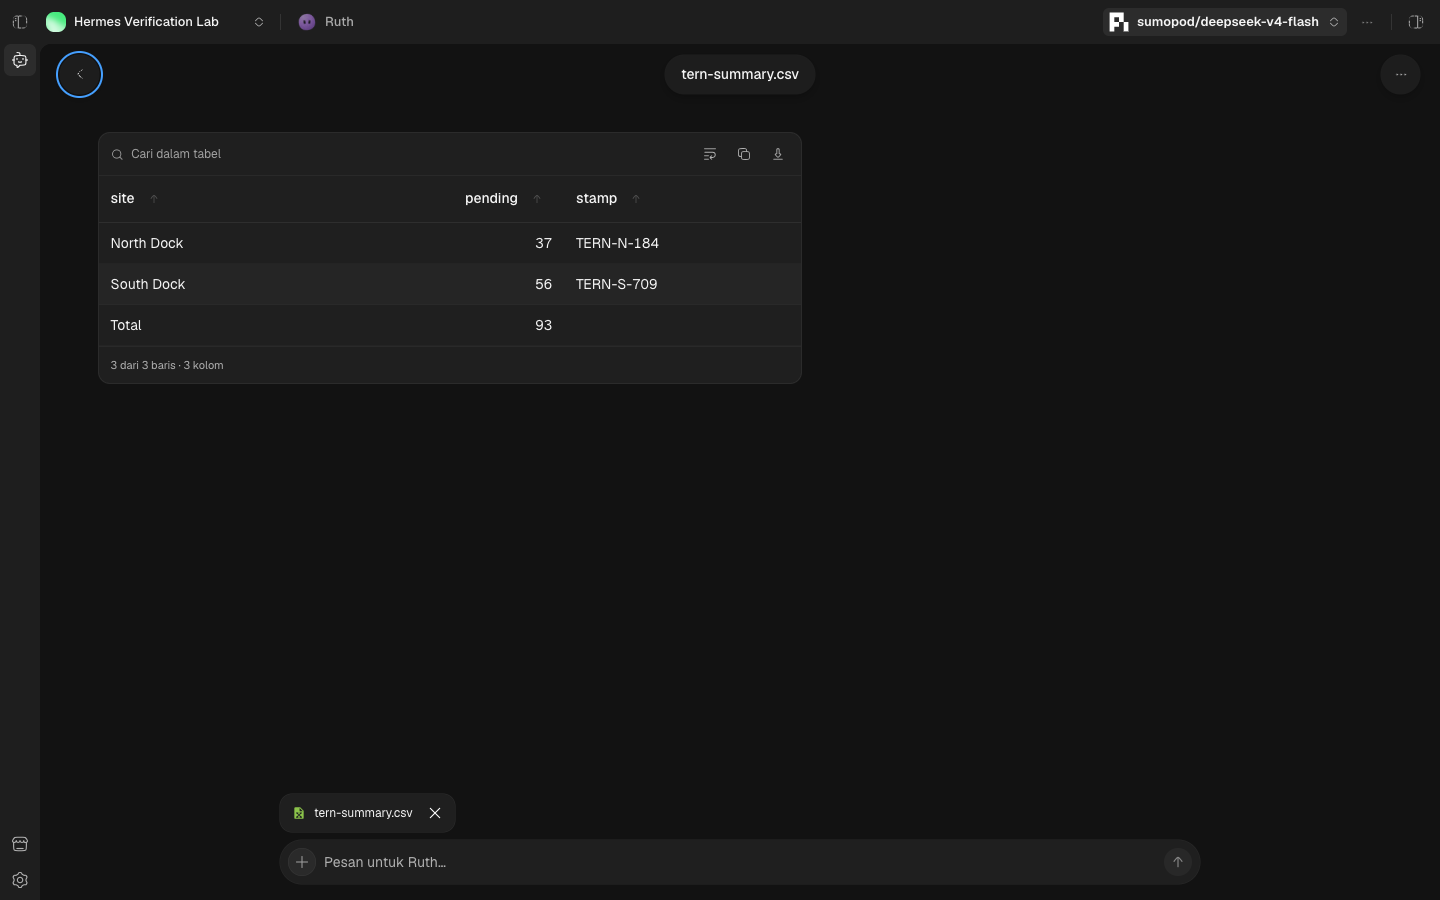 Hermes Verification Lab
Ruth
sumopod/deepseek-v4-flash
tern-summary.csv
Cari dalam tabel
site pending stamp
North Dock 37 TERN-N-184
South Dock 56 TERN-S-709
Total 93
3 dari 3 baris · 3 kolom
tern-summary.csv
Pesan untuk Ruth...